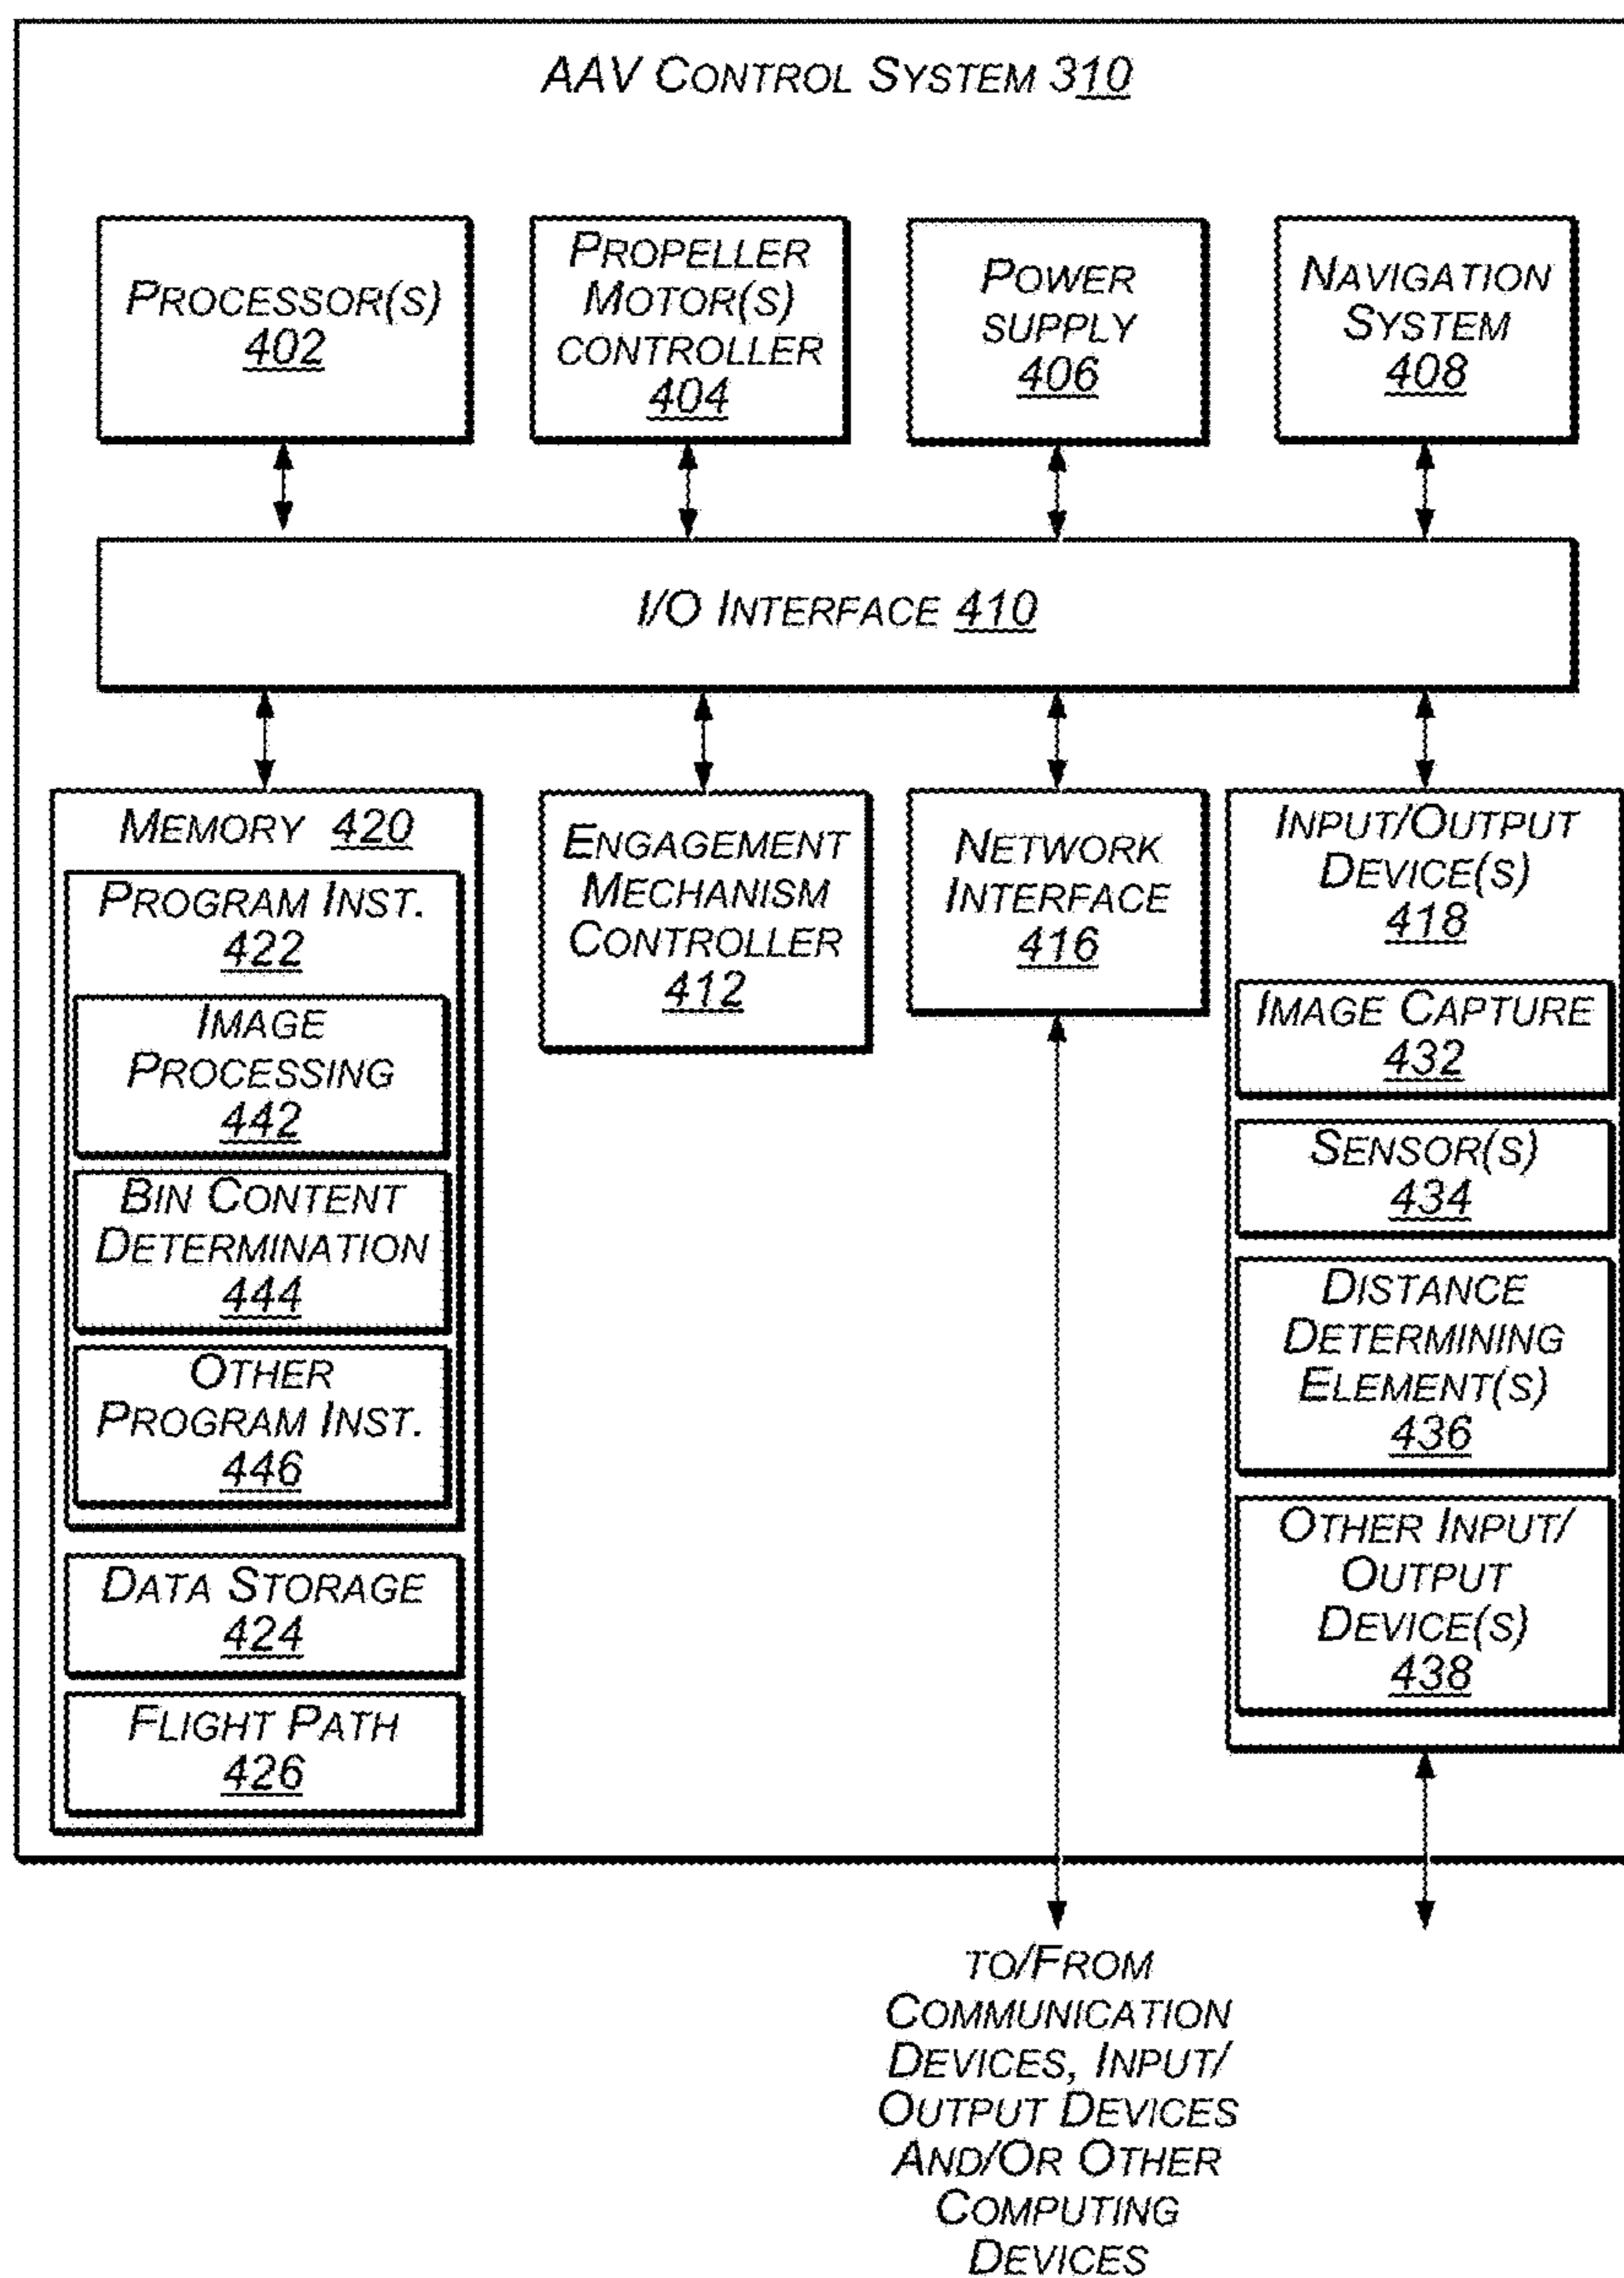 AAV CONTROL SYSTEM 310
PROCESSOR(S)
402
PROPELLER
MOTOR(S)
CONTROLLER
404
POWER
SUPPLY
406
NAVIGATION
SYSTEM
408
I/O INTERFACE 410
MEMORY 420
PROGRAM INST.
422
IMAGE
PROCESSING
442
BIN CONTENT
DETERMINATION
444
OTHER
PROGRAM INST.
446
DATA STORAGE
424
FLIGHT PATH
426
ENGAGEMENT
MECHANISM
CONTROLLER
412
NETWORK
INTERFACE
416
INPUT/OUTPUT
DEVICE(S)
418
IMAGE CAPTURE
432
SENSOR(S)
434
DISTANCE
DETERMINING
ELEMENT(S)
436
OTHER INPUT/
OUTPUT
DEVICE(S)
438
TO/FROM
COMMUNICATION
DEVICES, INPUT/
OUTPUT DEVICES
AND/OR OTHER
COMPUTING
DEVICES